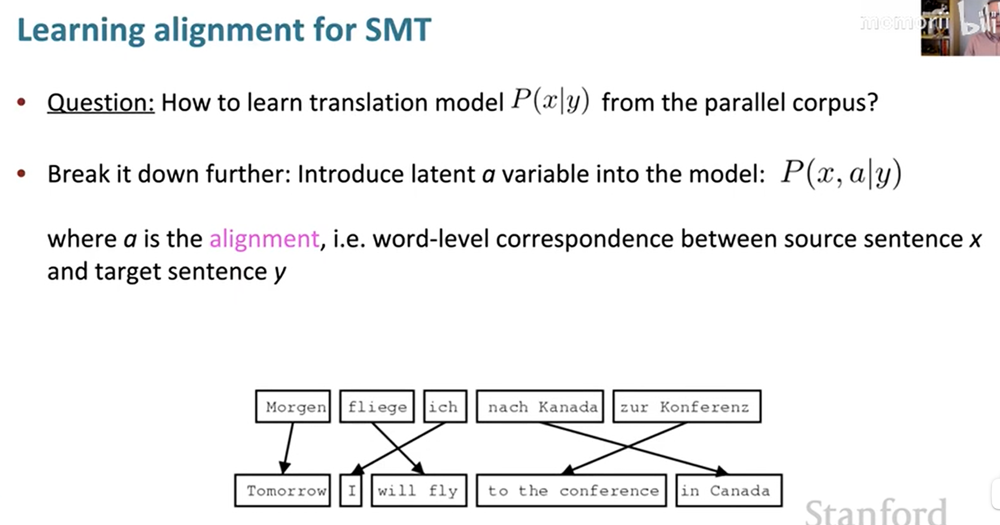 Learning alignment for SMT
momorii bili
• Question: How to learn translation model P(x|y) from the parallel corpus?
• Break it down further: Introduce latent a variable into the model: P(x, a|y)
where a is the alignment, i.e. word-level correspondence between source sentence x
and target sentence y
Morgen fliege ich nach Kanada zur Konferenz
Tomorrow I will fly to the conference in Canada
Stanford